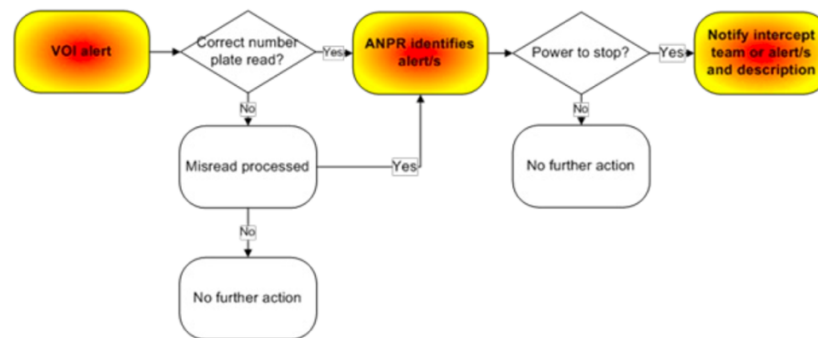 VOI alert
Correct number
plate read?
Yes
ANPR identifies
alert/s
Power to stop?
Yes
Notify intercept
team or alert/s
and description
No
No
Misread processed
Yes
No further action
No
No further action